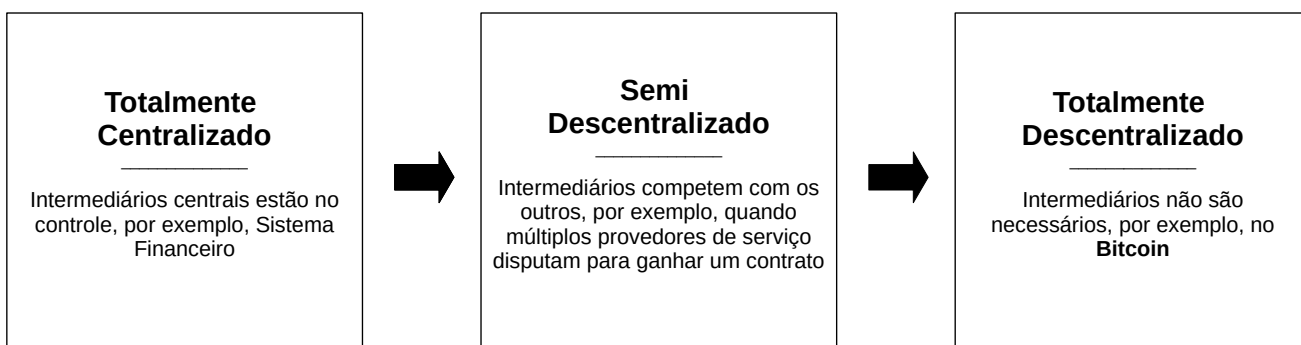 Totalmente
Centralizado
Intermediários centrais estão no
controle, por exemplo, Sistema
Financeiro
Semi
Descentralizado
Intermediários competem com os
outros, por exemplo, quando
múltiplos provedores de serviço
disputam para ganhar um contrato
Totalmente
Descentralizado
Intermediários não são
necessários, por exemplo, no
Bitcoin